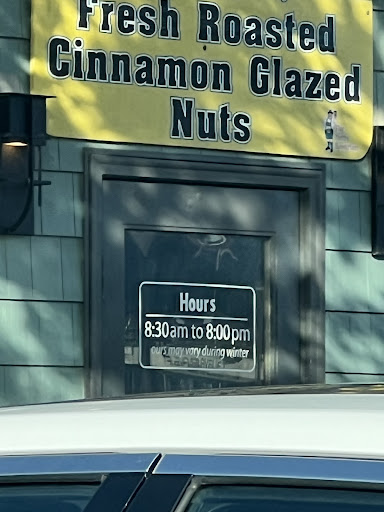 Fresh Roasted
Cinnamon Glazed
Nuts
Hours
8:30am to 8:00pm
ours may vary during winter